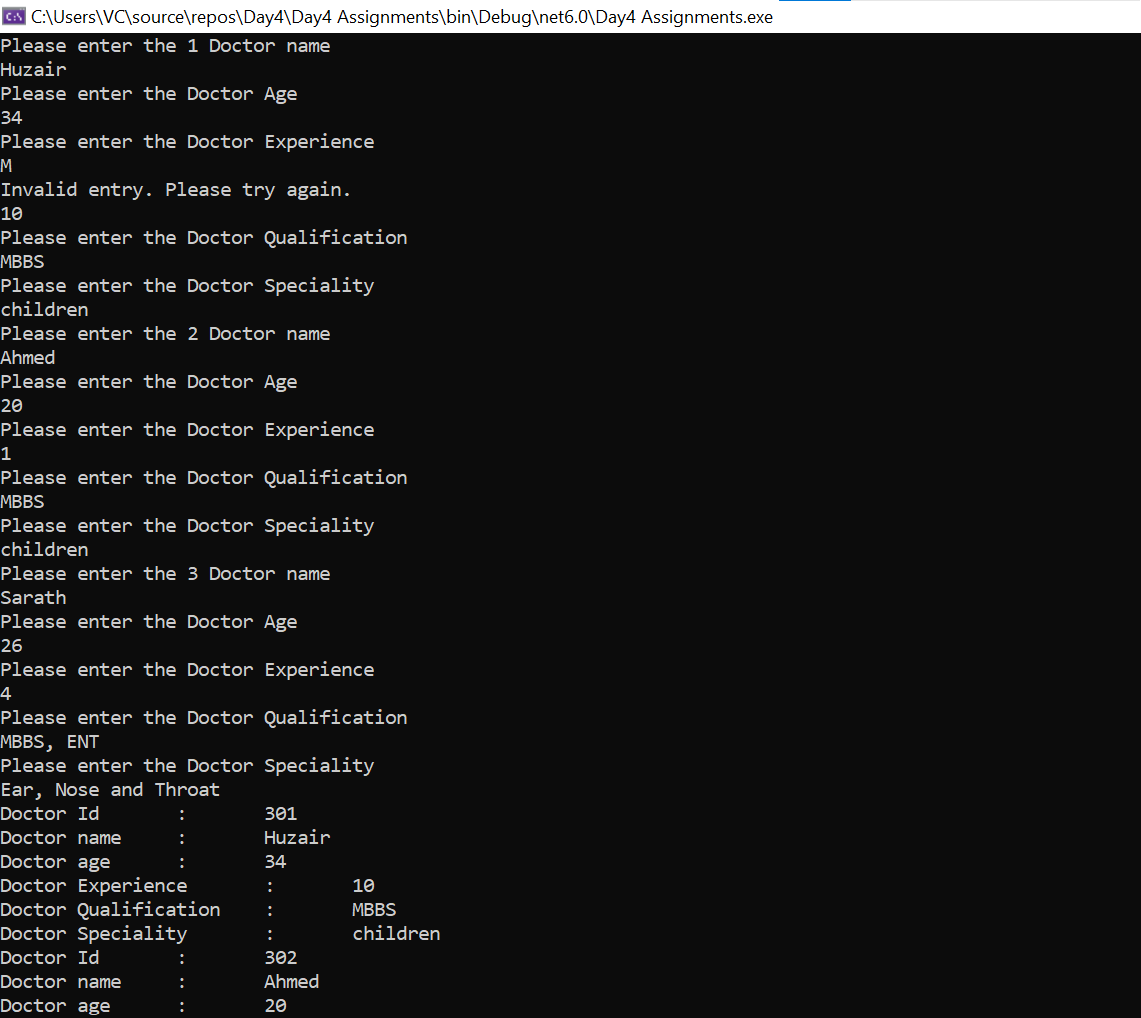 C:\Users\VC\source\repos\Day4\Day4 Assignments\bin\Debug\net6.0\Day4 Assignments.exe
Please enter the 1 Doctor name
Huzair
Please enter the Doctor Age
34
Please enter the Doctor Experience
M
Invalid entry. Please try again.
10
Please enter the Doctor Qualification
MBBS
Please enter the Doctor Speciality
children
Please enter the 2 Doctor name
Ahmed
Please enter the Doctor Age
20
Please enter the Doctor Experience
1
Please enter the Doctor Qualification
MBBS
Please enter the Doctor Speciality
children
Please enter the 3 Doctor name
Sarath
Please enter the Doctor Age
26
Please enter the Doctor Experience
4
Please enter the Doctor Qualification
MBBS, ENT
Please enter the Doctor Speciality
Ear, Nose and Throat
Doctor Id : 301
Doctor name : Huzair
Doctor age : 34
Doctor Experience : 10
Doctor Qualification : MBBS
Doctor Speciality : children
Doctor Id : 302
Doctor name : Ahmed
Doctor age : 20